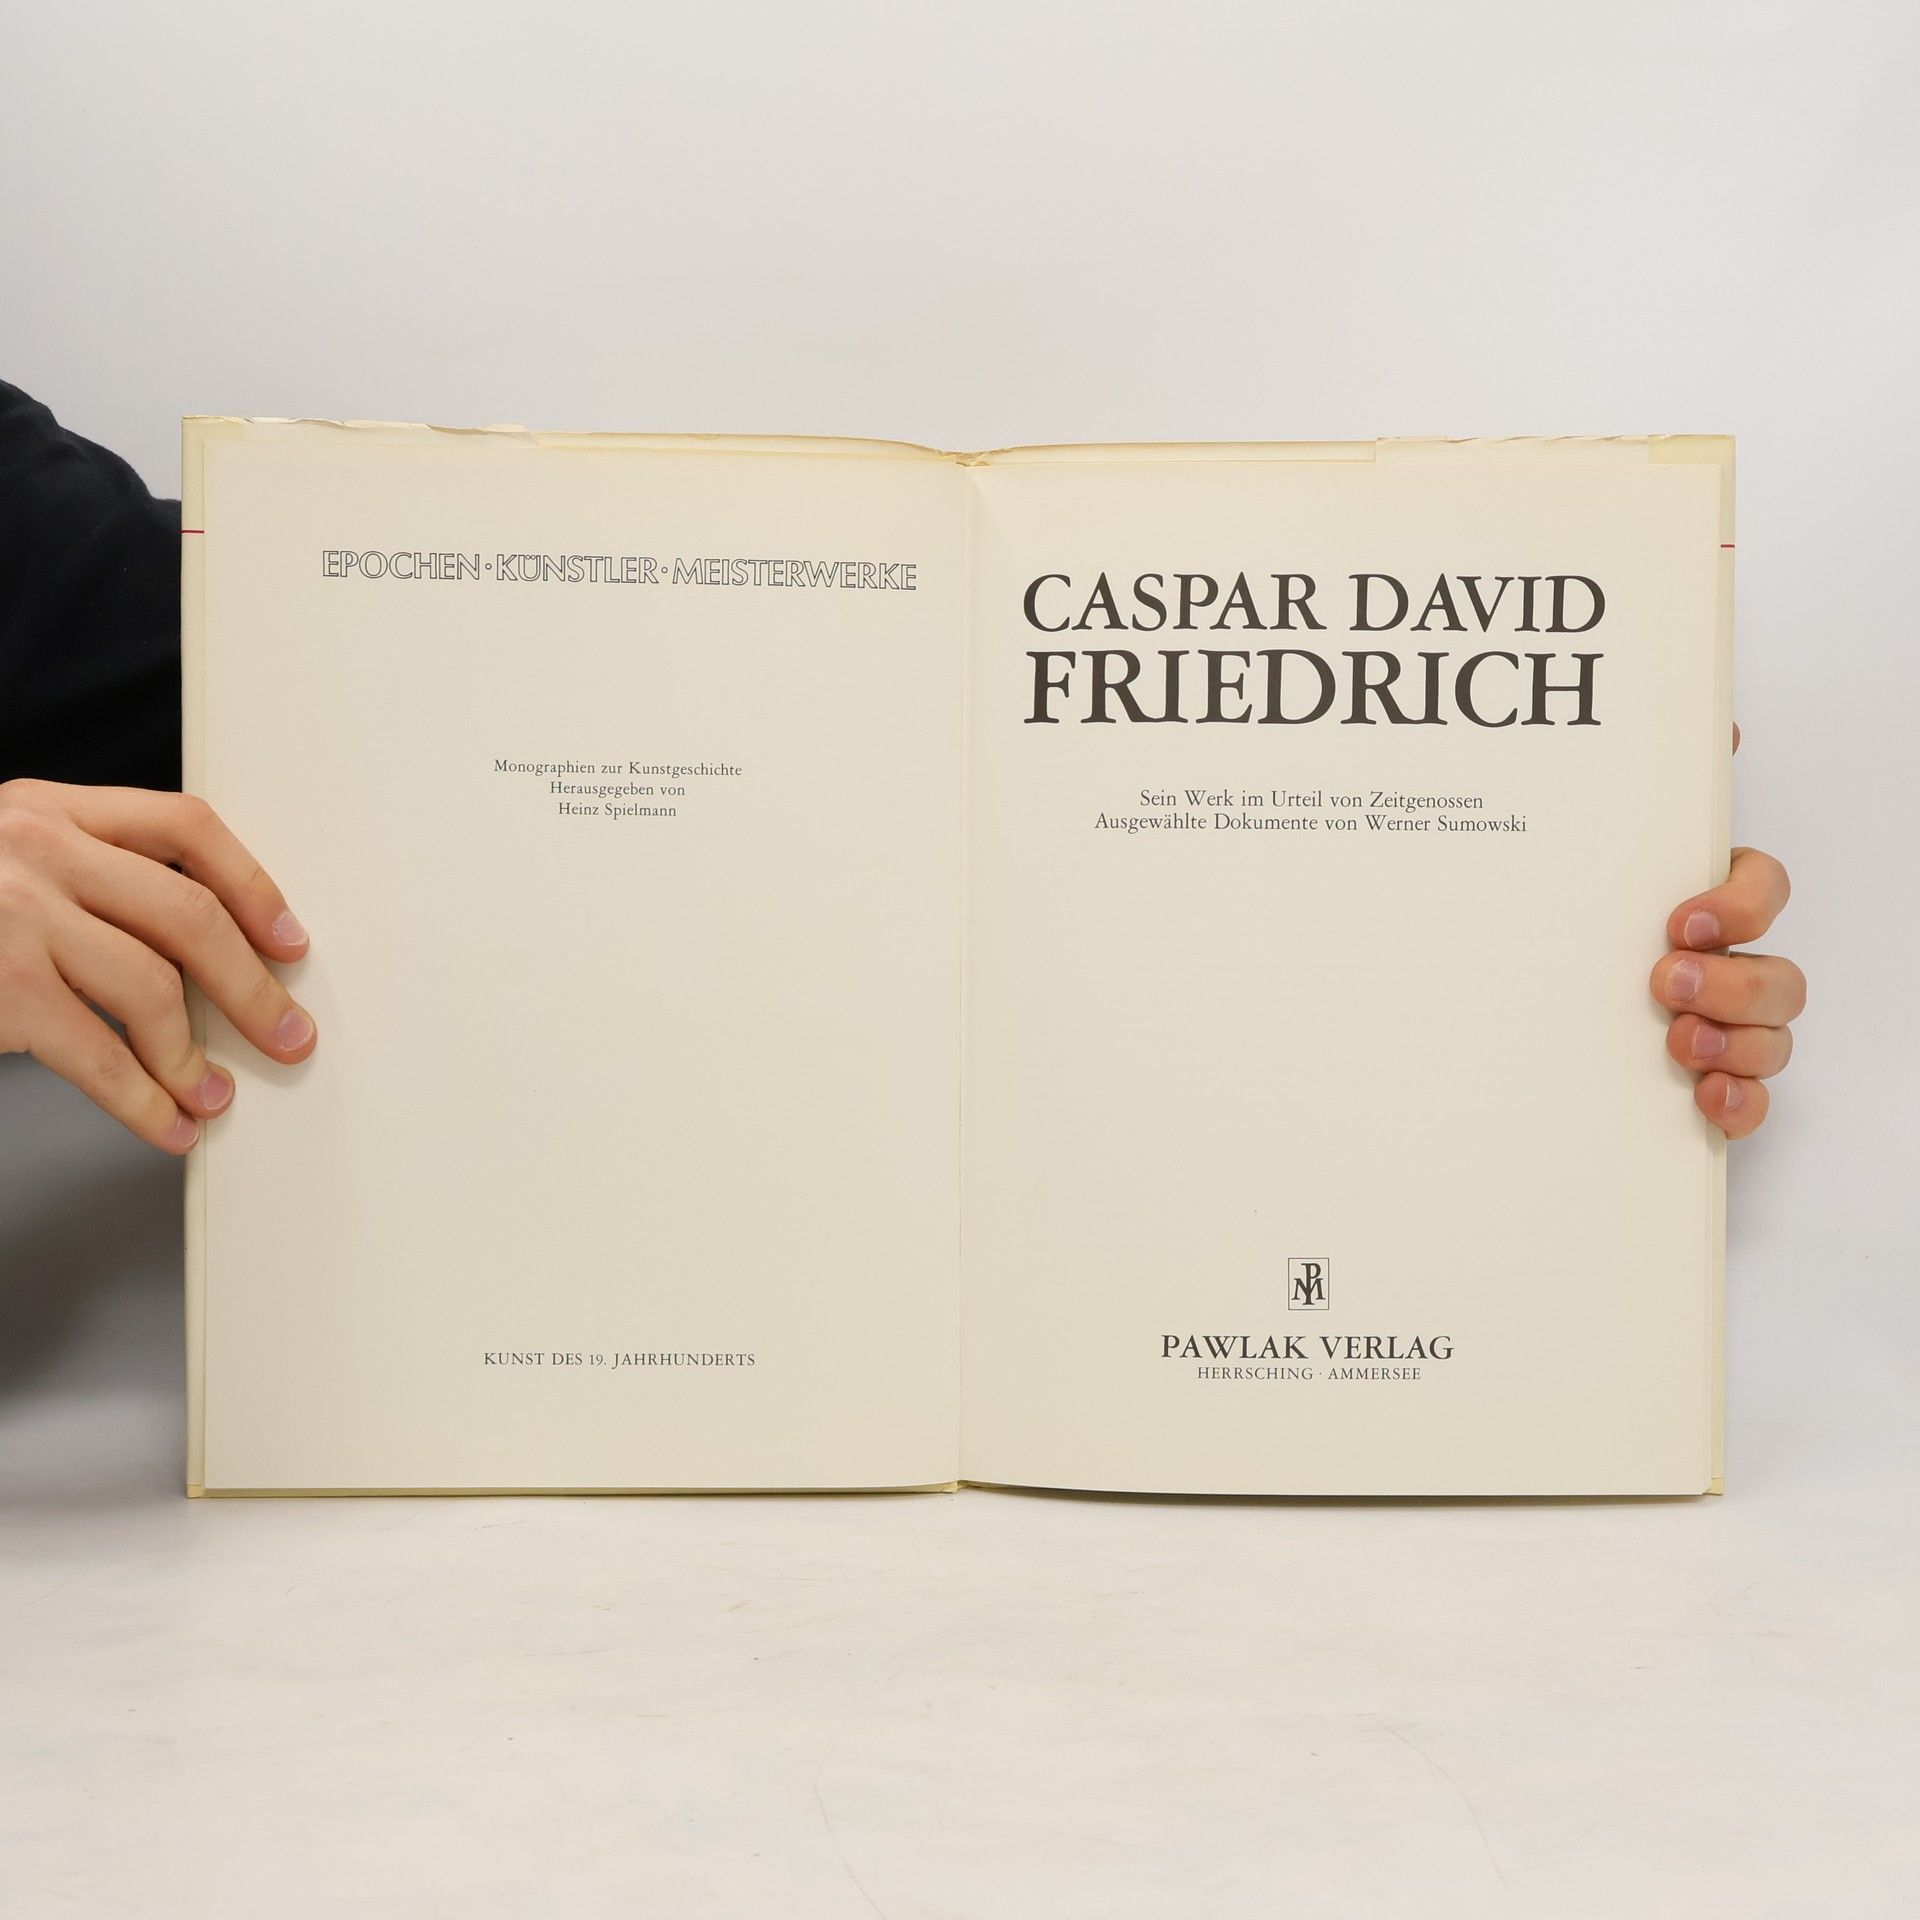 EPOCHEN · KÜNSTLER · MEISTERWERKE
Monographien zur Kunstgeschichte
Herausgegeben von
Heinz Spielmann
KUNST DES 19. JAHRHUNDERTS
CASPAR DAVID
FRIEDRICH
Sein Werk im Urteil von Zeitgenossen
Ausgewählte Dokumente von Werner Sumowski
PAWLAK VERLAG
HERRSCHING · AMMERSEE